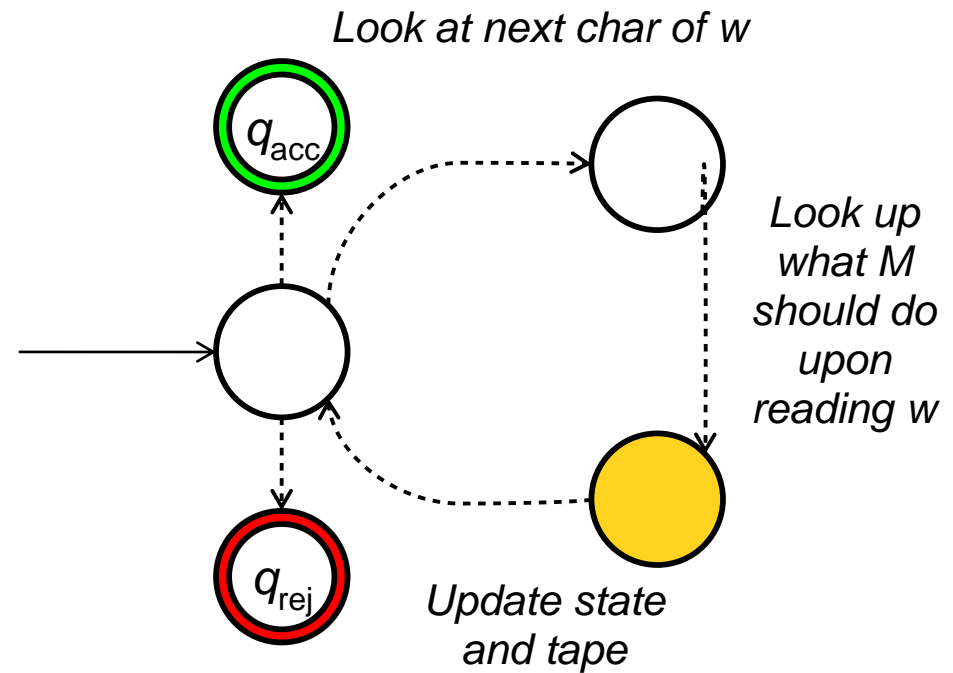 Look at next char of w
q_acc
Look up
what M
should do
upon
reading w
q_rej
Update state
and tape